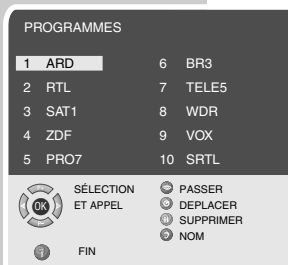 PROGRAMMES
1 ARD
2 RTL
3 SAT1
4 ZDF
5 PRO7
6 BR3
7 TELE5
8 WDR
9 VOX
10 SRTL
OK
SÉLECTION
ET APPEL
PASSER
DEPLACER
SUPPRIMER
NOM
FIN